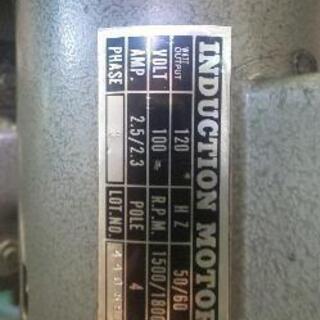 INDUCTION MOTOR
WATT OUTPUT 120 HZ 50/60
VOLT 100 R.P.M. 1500/1800
AMP. 2.5/2.3 POLE 4
PHASE LOT.NO.